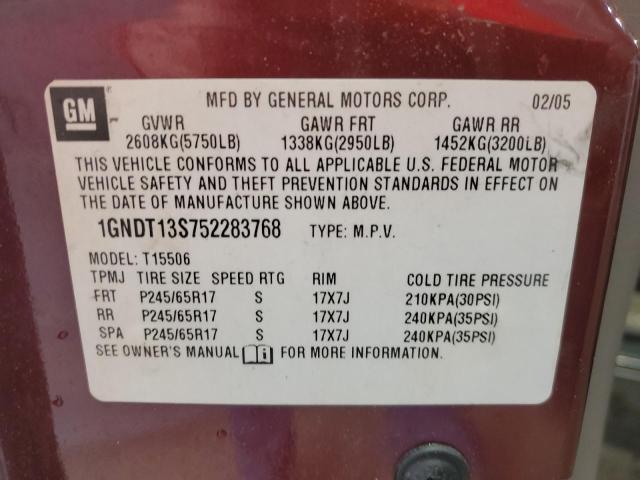 GM
MFD BY GENERAL MOTORS CORP. 02/05
GVWR GAWR FRT GAWR RR
2608KG(5750LB) 1338KG(2950LB) 1452KG(3200LB)
THIS VEHICLE CONFORMS TO ALL APPLICABLE U.S. FEDERAL MOTOR
VEHICLE SAFETY AND THEFT PREVENTION STANDARDS IN EFFECT ON
THE DATE OF MANUFACTURE SHOWN ABOVE.
1GNDT13S752283768 TYPE: M.P.V.
MODEL: T15506
TPMJ TIRE SIZE SPEED RTG RIM COLD TIRE PRESSURE
FRT P245/65R17 S 17X7J 210KPA(30PSI)
RR P245/65R17 S 17X7J 240KPA(35PSI)
SPA P245/65R17 S 17X7J 240KPA(35PSI)
SEE OWNER'S MANUAL FOR MORE INFORMATION.